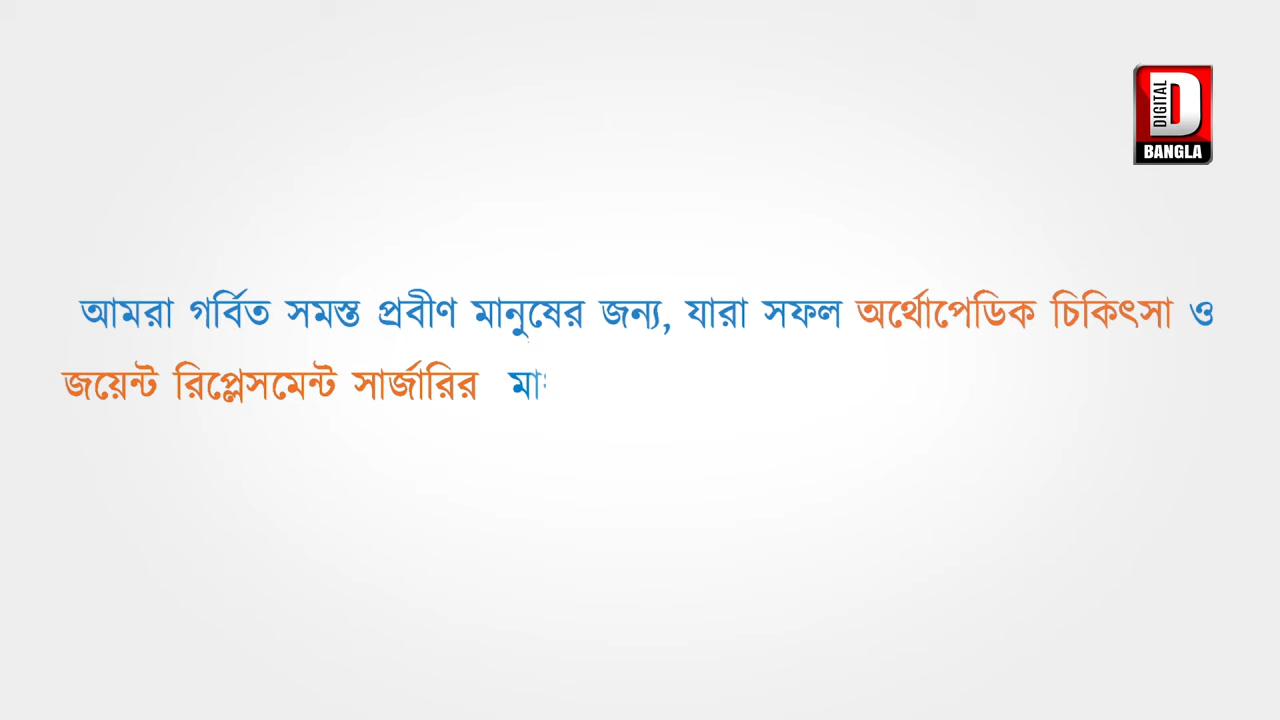 DIGITAL D
BANGLA
আমরা গর্বিত সমস্ত প্রবীণ মানুষের জন্য, যারা সফল অর্থোপেডিক চিকিৎসা ও
জয়েন্ট রিপ্লেসমেন্ট সার্জারির